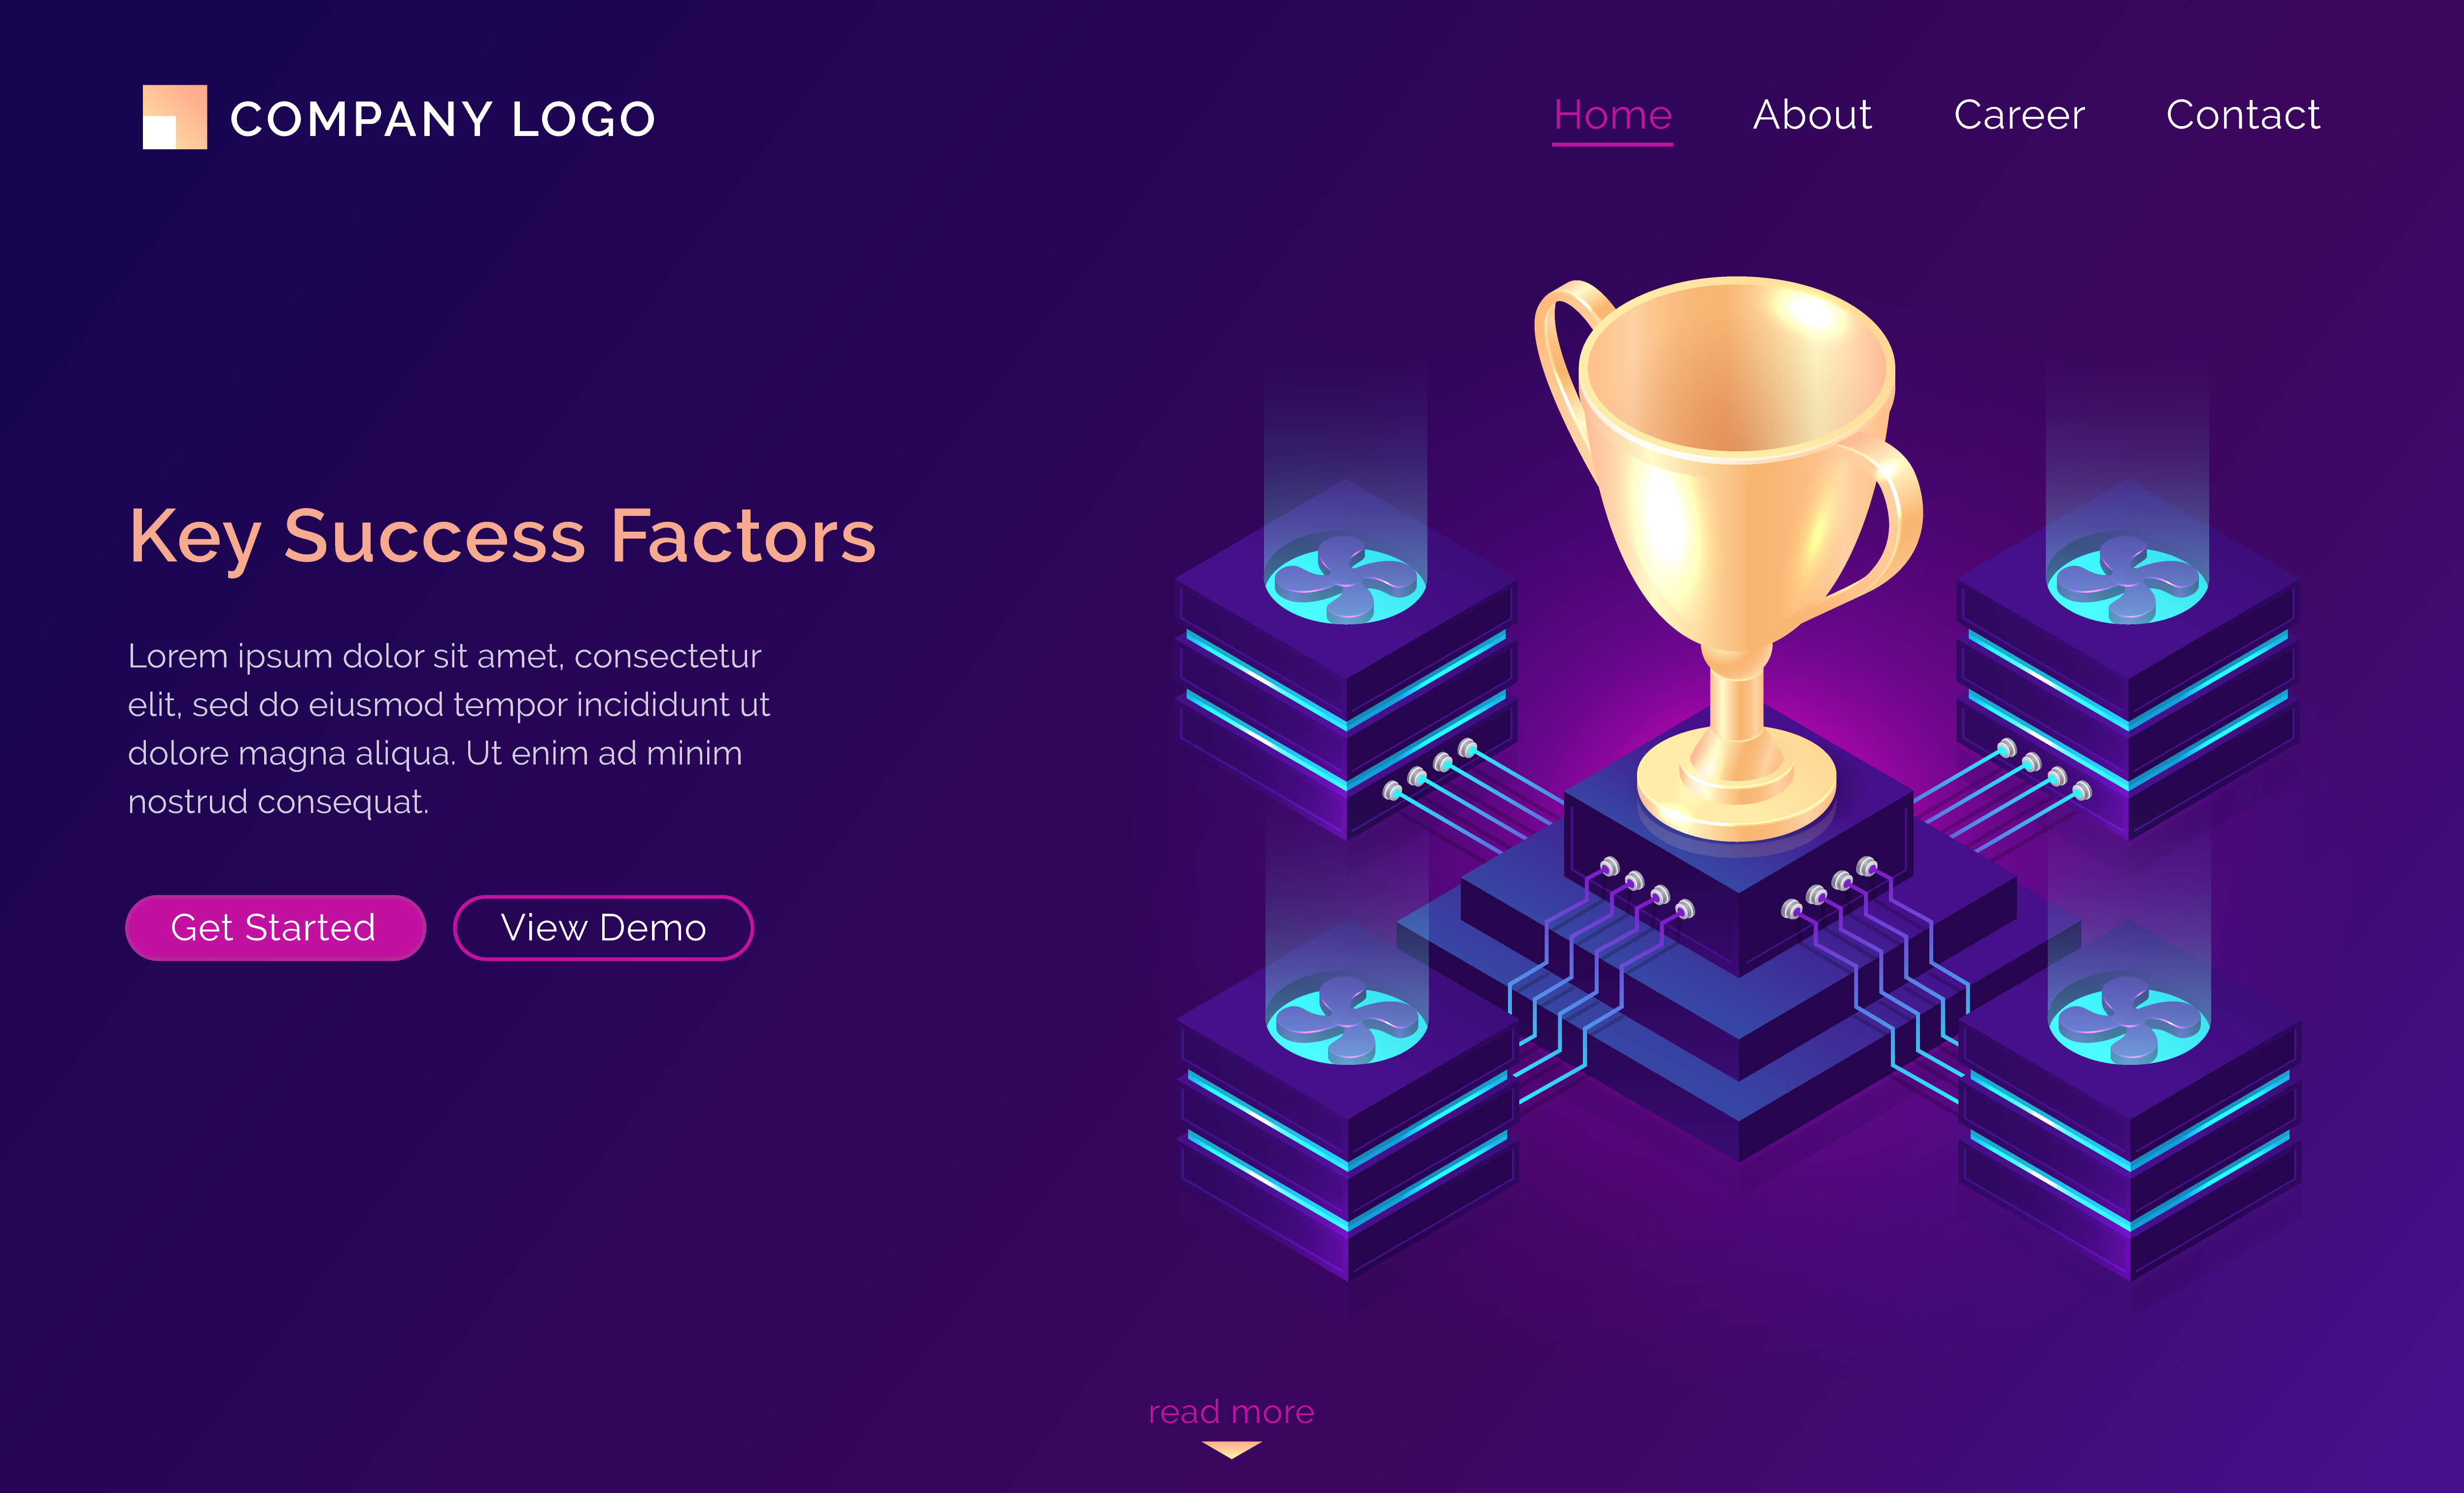 COMPANY LOGO
Home About Career Contact
Key Success Factors
Lorem ipsum dolor sit amet, consectetur
elit, sed do eiusmod tempor incididunt ut
dolore magna aliqua. Ut enim ad minim
nostrud consequat.
Get Started View Demo
read more